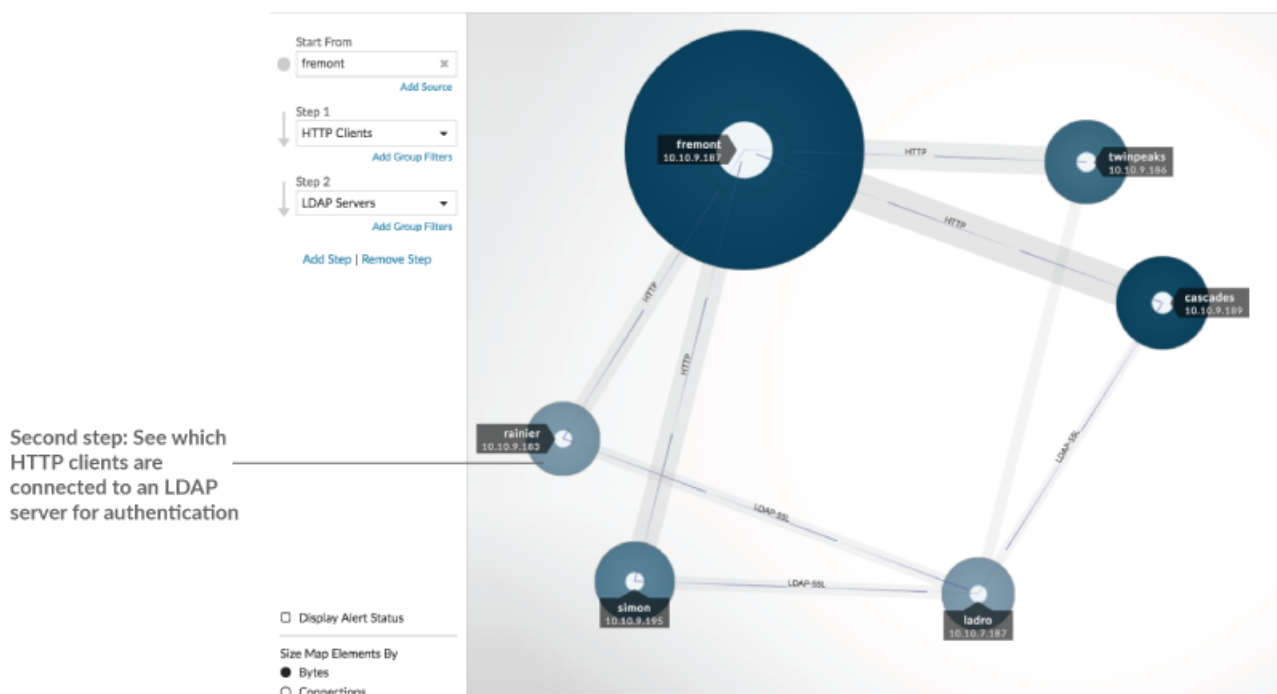 Start From
fremont
Add Source
Step 1
HTTP Clients
Add Group Filters
Step 2
LDAP Servers
Add Group Filters
Add Step | Remove Step
Second step: See which
HTTP clients are
connected to an LDAP
server for authentication
Display Alert Status
Size Map Elements By
Bytes
Connections
fremont
10.10.9.187
HTTP
twinpeaks
10.10.9.186
HTTP
cascades
10.10.9.189
HTTP
HTTP
rainier
10.10.9.183
LDAP-SSL
LDAP-SSL
simon
10.10.9.195
LDAP-SSL
ladro
10.10.7.187